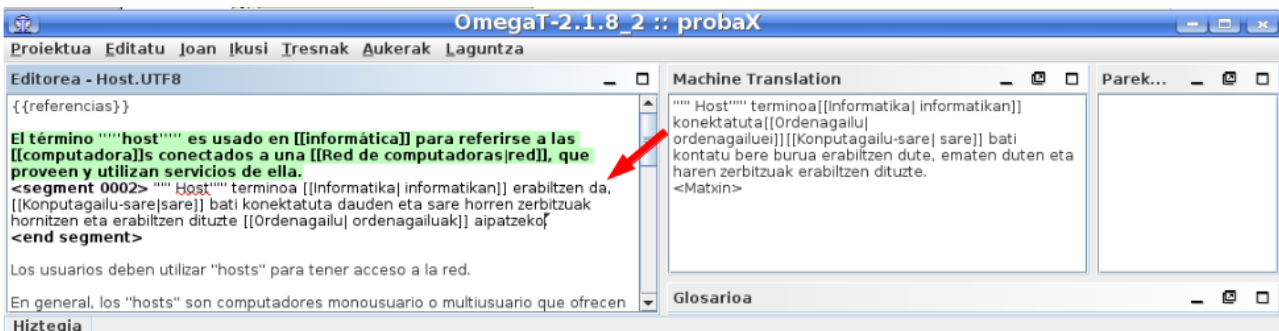 OmegaT-2.1.8_2 :: probaX
Proiektua Editatu Joan Ikusi Tresnak Aukerak Laguntza
Editorea - Host.UTF8
{{referencias}}
El término '''''host''''' es usado en [[informática]] para referirse a las
[[computadora]]s conectados a una [[Red de computadoras|red]], que
proveen y utilizan servicios de ella.
<segment 0002> ''''' Host''''' terminoa [[Informatika| informatikan]] erabiltzen da,
[[Konputagailu-sare|sare]] bati konektatuta dauden eta sare horren zerbitzuak
hornitzen eta erabiltzen dituzte [[Ordenagailu| ordenagailuak]] aipatzeko.
<end segment>
Los usuarios deben utilizar ''hosts'' para tener acceso a la red.
En general, los ''hosts'' son computadores monousuario o multiusuario que ofrecen
Machine Translation
''''' Host''''' terminoa[[Informatika| informatikan]]
konektatuta[[Ordenagailu|
ordenagailuei]][[Konputagailu-sare| sare]] bati
kontatu bere burua erabiltzen dute, ematen duten eta
haren zerbitzuak erabiltzen dituzte.
<Matxin>
Parek...
Glosarioa
Hiztegia